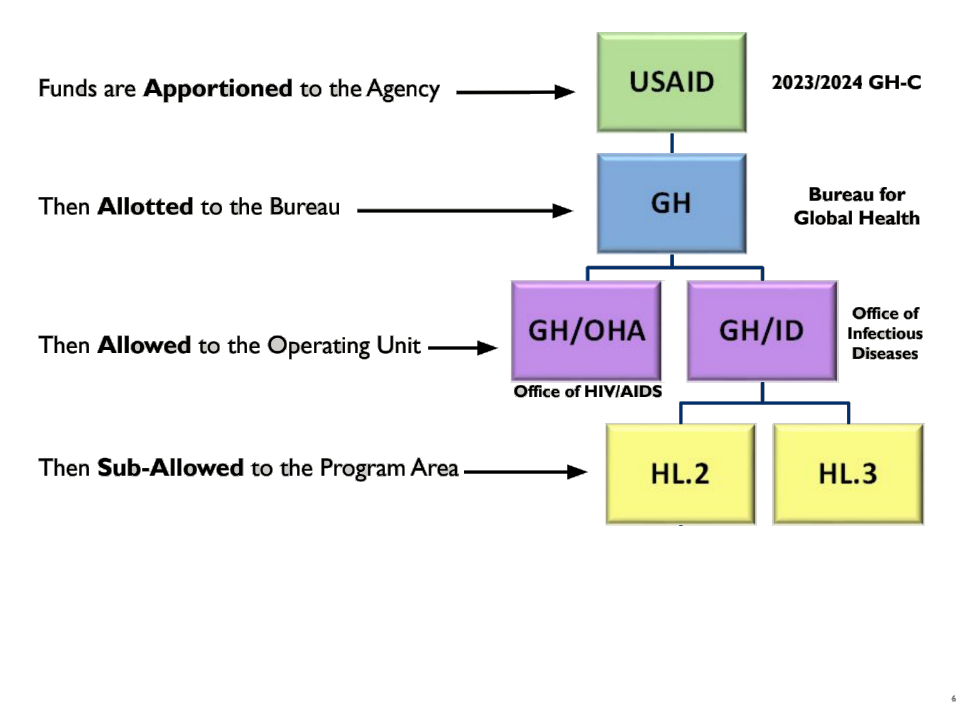 Funds are Apportioned to the Agency
USAID
2023/2024 GH-C
Then Allotted to the Bureau
GH
Bureau for
Global Health
Then Allowed to the Operating Unit
GH/OHA
Office of HIV/AIDS
GH/ID
Office of
Infectious
Diseases
Then Sub-Allowed to the Program Area
HL.2
HL.3
6